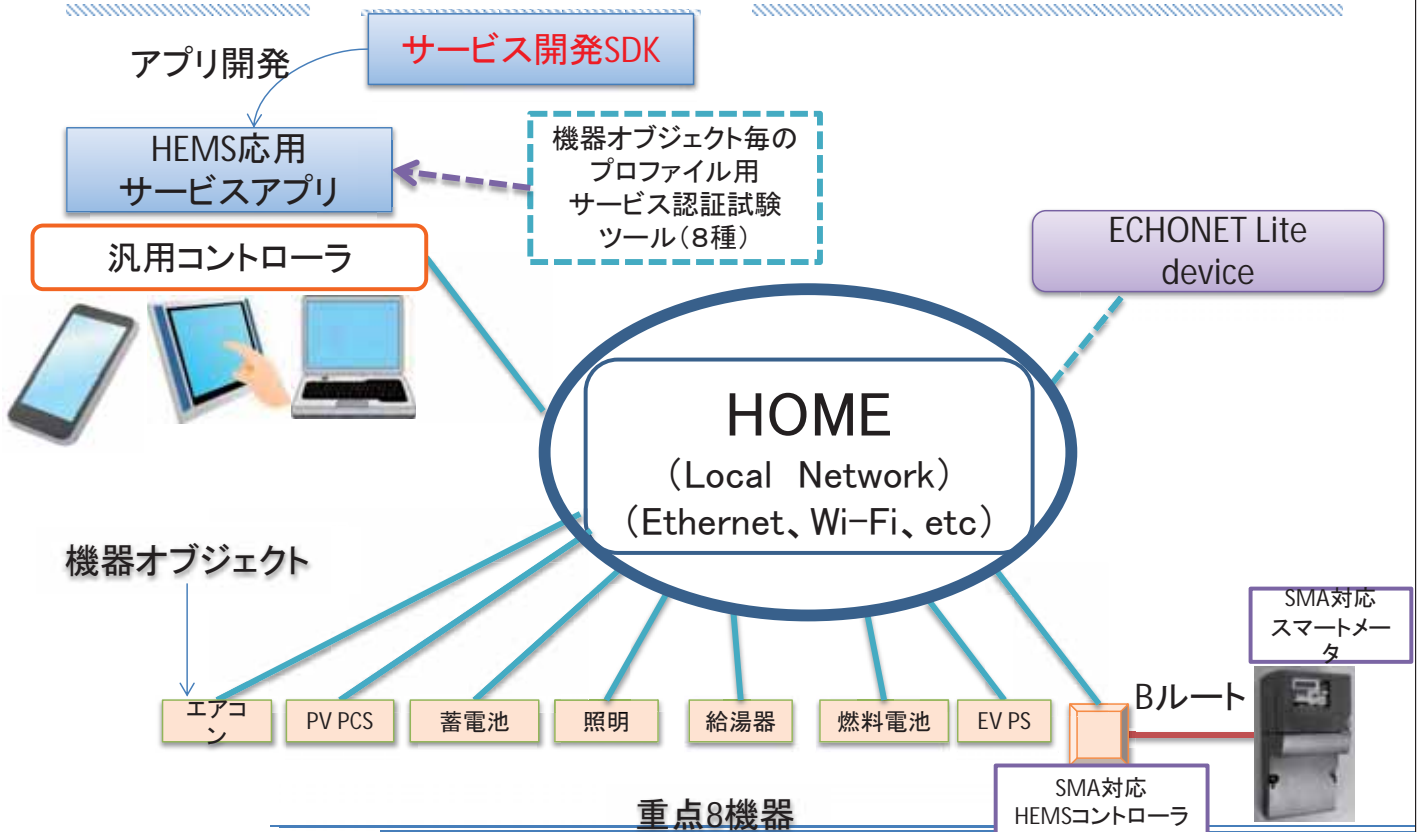 サービス開発SDK
アプリ開発
HEMS応用
サービスアプリ
機器オブジェクト毎の
プロファイル用
サービス認証試験
ツール（８種）
汎用コントローラ
ECHONET Lite
device
HOME
（Local Network）
（Ethernet、Wi-Fi、etc）
機器オブジェクト
SMA対応
スマートメー
タ
エアコ
ン
PV PCS
蓄電池
照明
給湯器
燃料電池
EV PS
Bルート
SMA対応
HEMSコントローラ
重点8機器